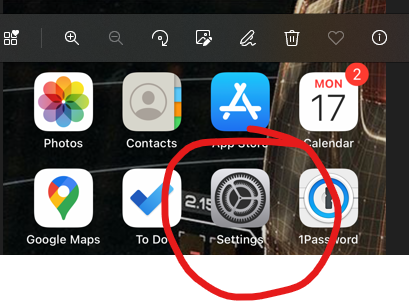 MON
2
17
Photos
Contacts
App Store
Calendar
2.15
Google Maps
To Do
Settings
1Password